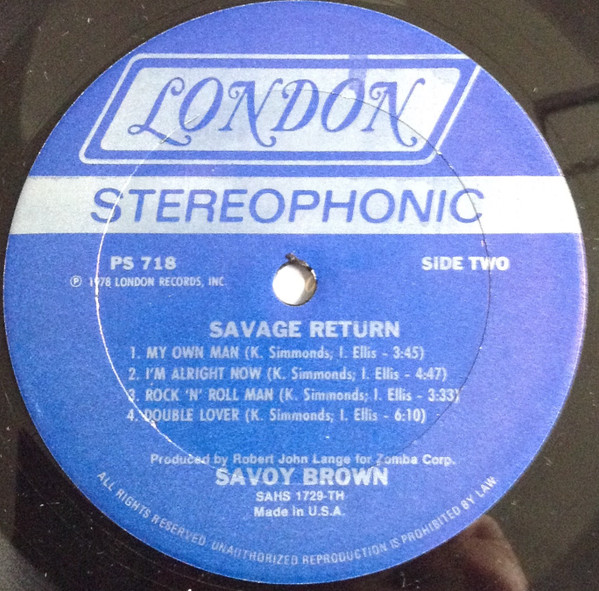 LONDON
STEREOPHONIC
PS 718 SIDE TWO
℗ 1978 LONDON RECORDS, INC.
SAVAGE RETURN
1. MY OWN MAN (K. Simmonds; I. Ellis - 3:45)
2. I'M ALRIGHT NOW (K. Simmonds; I. Ellis - 4:47)
3. ROCK 'N' ROLL MAN (K. Simmonds; I. Ellis - 3:33)
4. DOUBLE LOVER (K. Simmonds; I. Ellis - 6:10)
Produced by Robert John Lange for Zomba Corp.
SAVOY BROWN
SAHS 1729-TH
Made in U.S.A.
ALL RIGHTS RESERVED. UNAUTHORIZED REPRODUCTION IS PROHIBITED BY LAW.